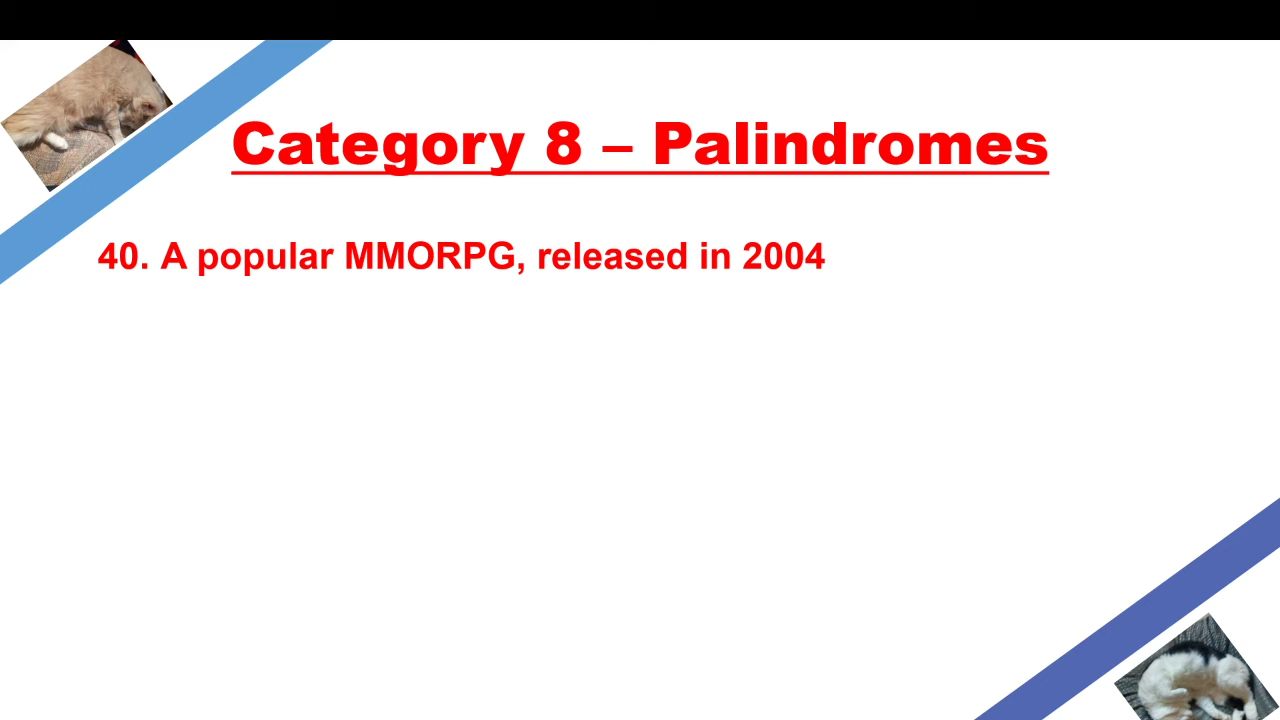 Category 8 – Palindromes
40. A popular MMORPG, released in 2004